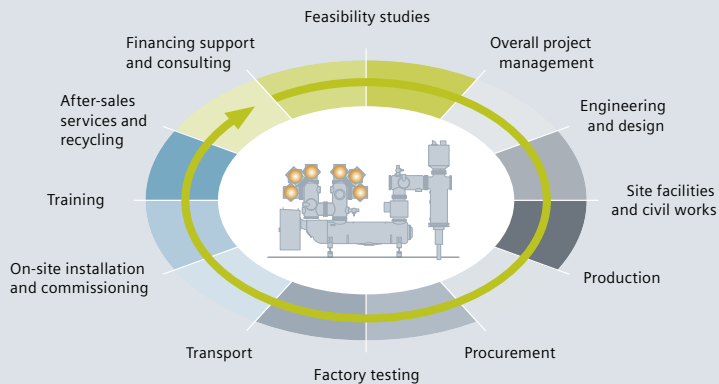 Feasibility studies
Overall project
management
Engineering
and design
Site facilities
and civil works
Production
Procurement
Factory testing
Transport
On-site installation
and commissioning
Training
After-sales
services and
recycling
Financing support
and consulting